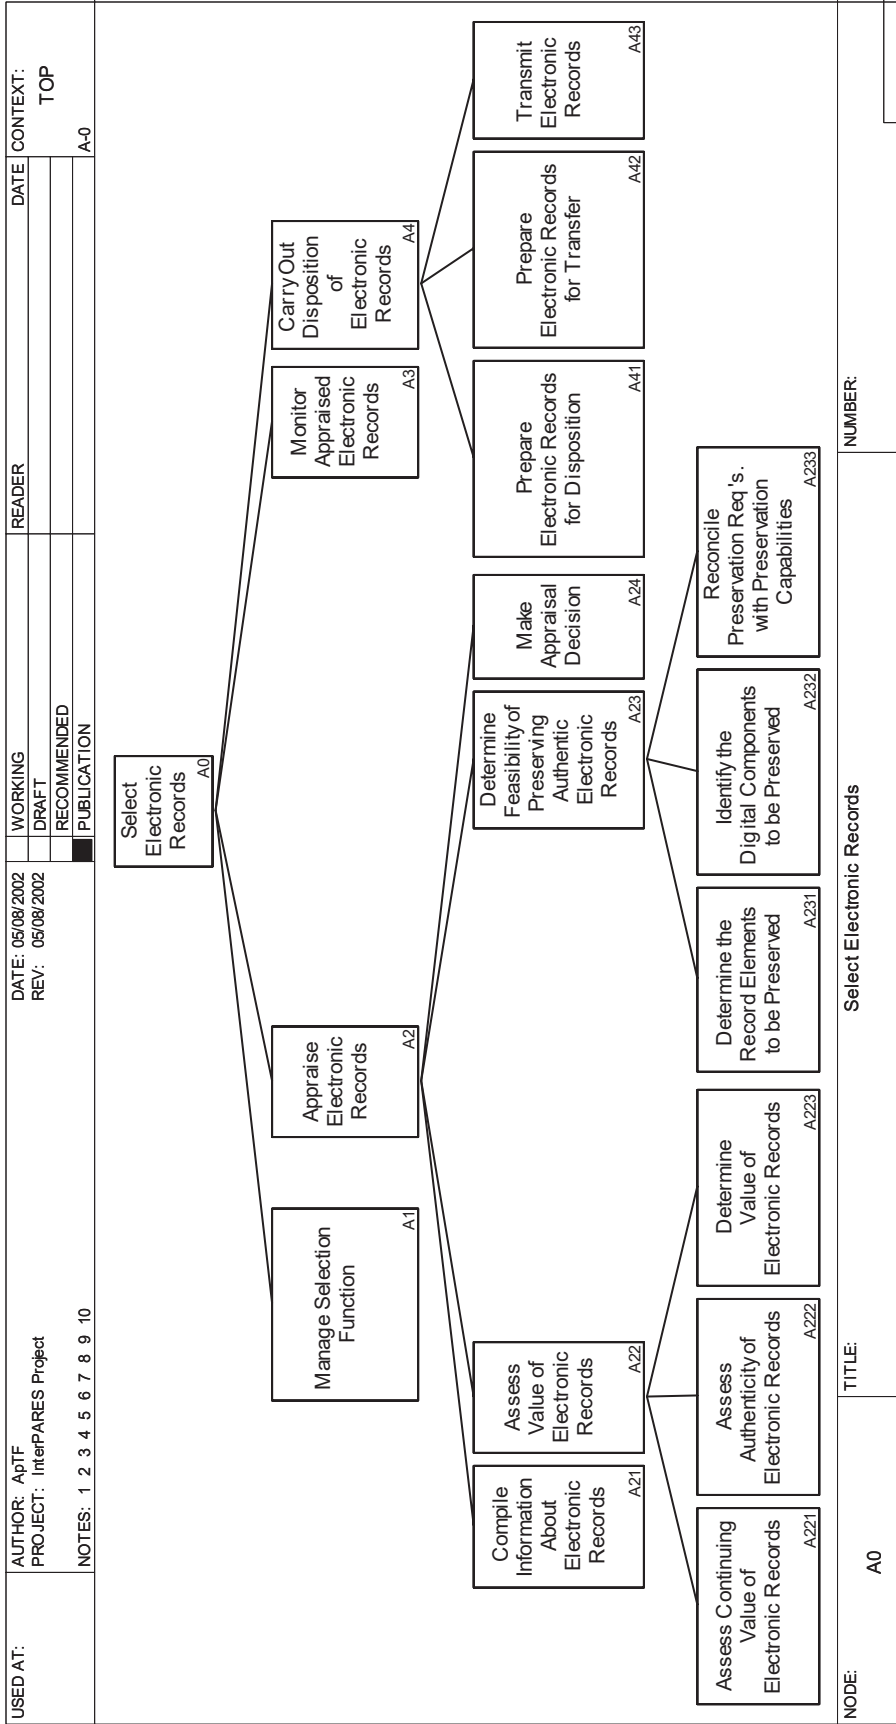 USED AT:
AUTHOR: ApTF
PROJECT: InterPARES Project
NOTES: 1 2 3 4 5 6 7 8 9 10
DATE: 05/08/2002
REV: 05/08/2002
WORKING
DRAFT
RECOMMENDED
PUBLICATION
READER
DATE
CONTEXT:
TOP
A-0
Select
Electronic
Records
A0
Manage Selection
Function
A1
Appraise
Electronic
Records
A2
Monitor
Appraised
Electronic
Records
A3
Carry Out
Disposition
of
Electronic
Records
A4
Compile
Information
About
Electronic
Records
A21
Assess
Value of
Electronic
Records
A22
Determine
Feasibility of
Preserving
Authentic
Electronic
Records
A23
Make
Appraisal
Decision
A24
Prepare
Electronic Records
for Disposition
A41
Prepare
Electronic Records
for Transfer
A42
Transmit
Electronic
Records
A43
Assess Continuing
Value of
Electronic Records
A221
Assess
Authenticity of
Electronic Records
A222
Determine
Value of
Electronic Records
A223
Determine the
Record Elements
to be Preserved
A231
Identify the
Digital Components
to be Preserved
A232
Reconcile
Preservation Req's.
with Preservation
Capabilities
A233
NODE:
A0
TITLE:
Select Electronic Records
NUMBER: